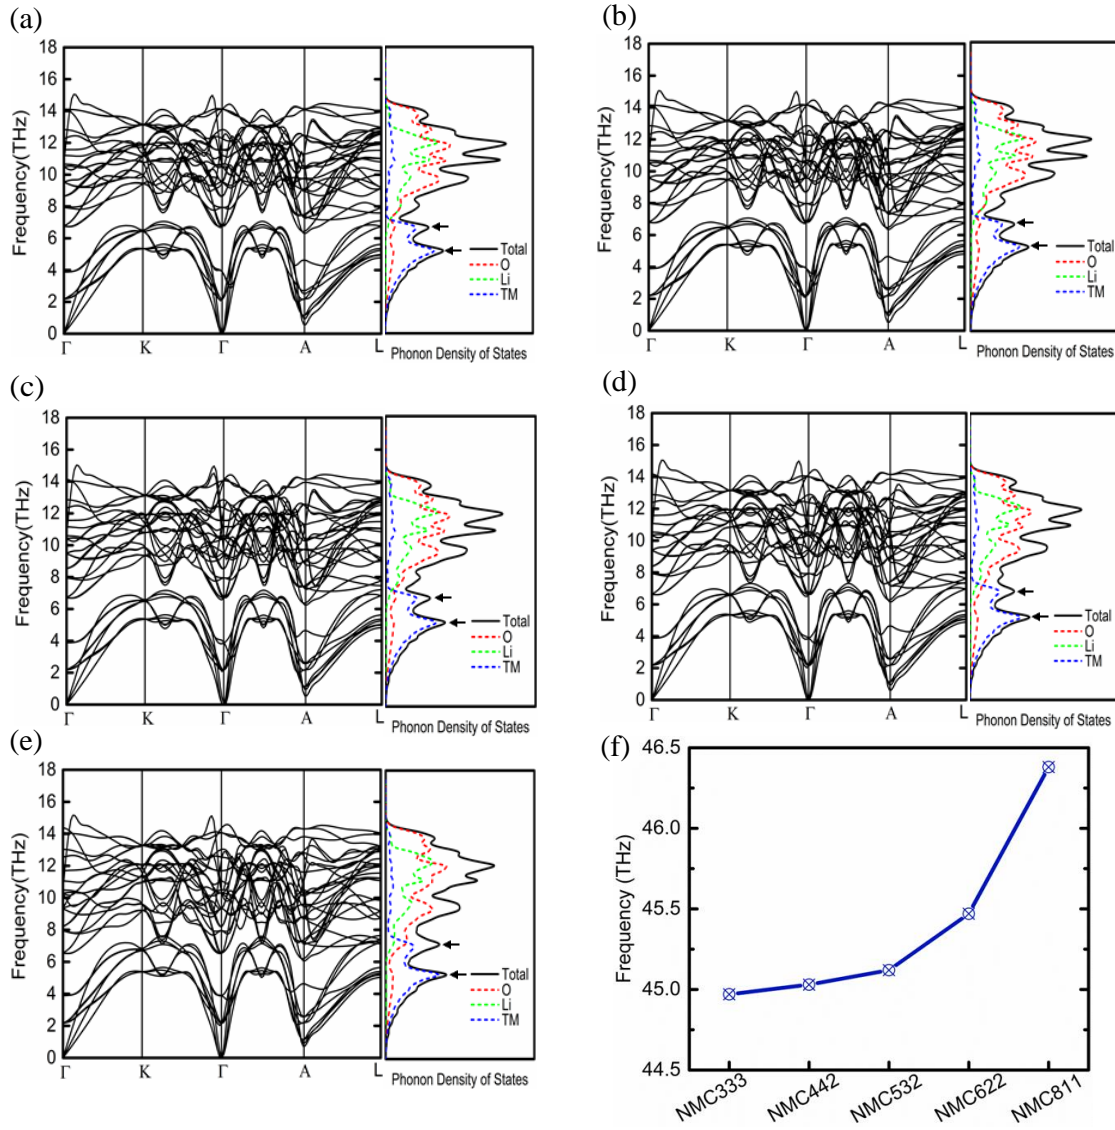 (a)
18
16
14
12
10
8
6
4
2
0
Frequency(THz)
Γ K Γ A L
Total
O
Li
TM
Phonon Density of States
(b)
18
16
14
12
10
8
6
4
2
0
Frequency(THz)
Γ K Γ A L
Total
O
Li
TM
Phonon Density of States
(c)
18
16
14
12
10
8
6
4
2
0
Frequency(THz)
Γ K Γ A L
Total
O
Li
TM
Phonon Density of States
(d)
18
16
14
12
10
8
6
4
2
0
Frequency(THz)
Γ K Γ A L
Total
O
Li
TM
Phonon Density of States
(e)
18
16
14
12
10
8
6
4
2
0
Frequency(THz)
Γ K Γ A L
Total
O
Li
TM
Phonon Density of States
(f)
46.5
46.0
45.5
45.0
44.5
Frequency (THz)
NMC333 NMC442 NMC532 NMC622 NMC811